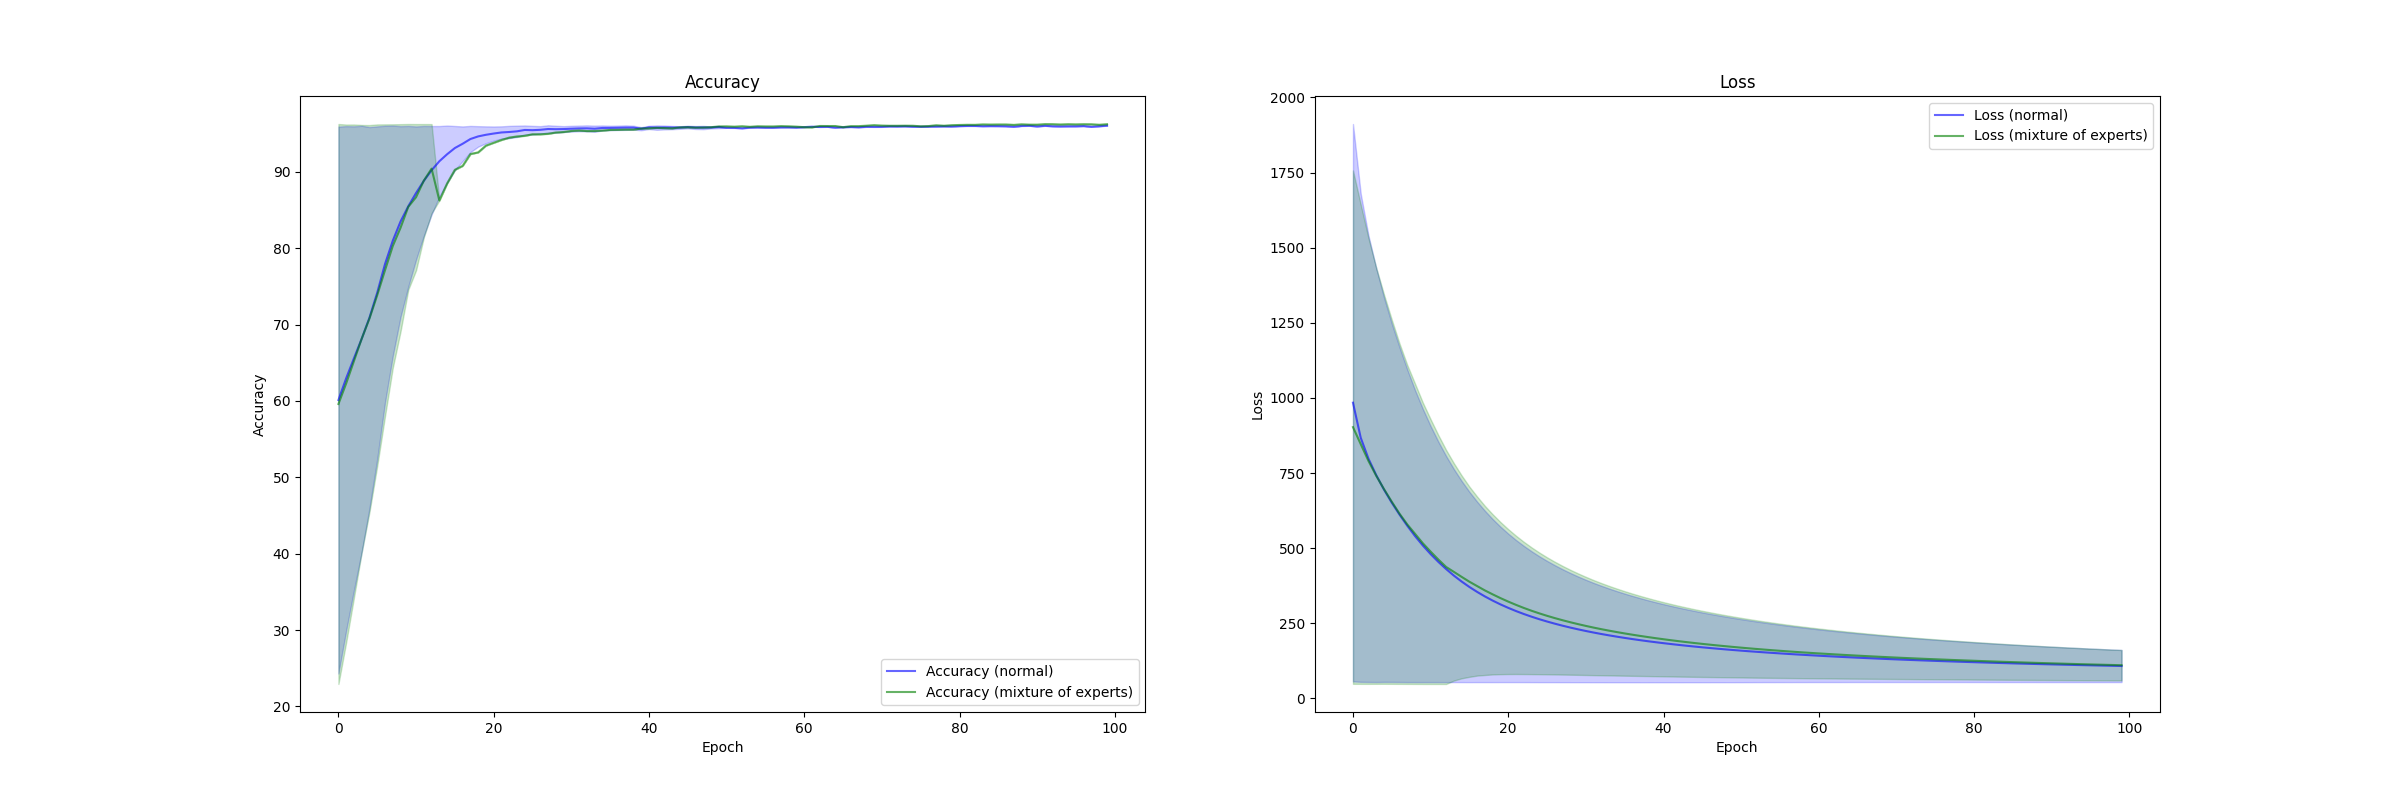 Accuracy
90
80
70
60
50
40
30
20
Accuracy
0
20
40
60
80
100
Epoch
Accuracy (normal)
Accuracy (mixture of experts)
Loss
2000
1750
1500
1250
1000
750
500
250
0
Loss
0
20
40
60
80
100
Epoch
Loss (normal)
Loss (mixture of experts)